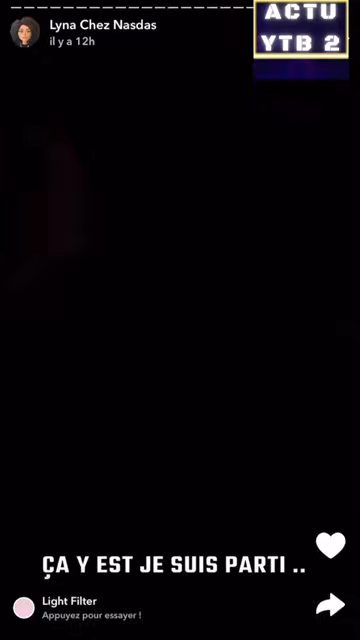 ACTU
YTB 2
Lyna Chez Nasdas
il y a 12h
ÇA Y EST JE SUIS PARTI ..
Light Filter
Appuyez pour essayer !